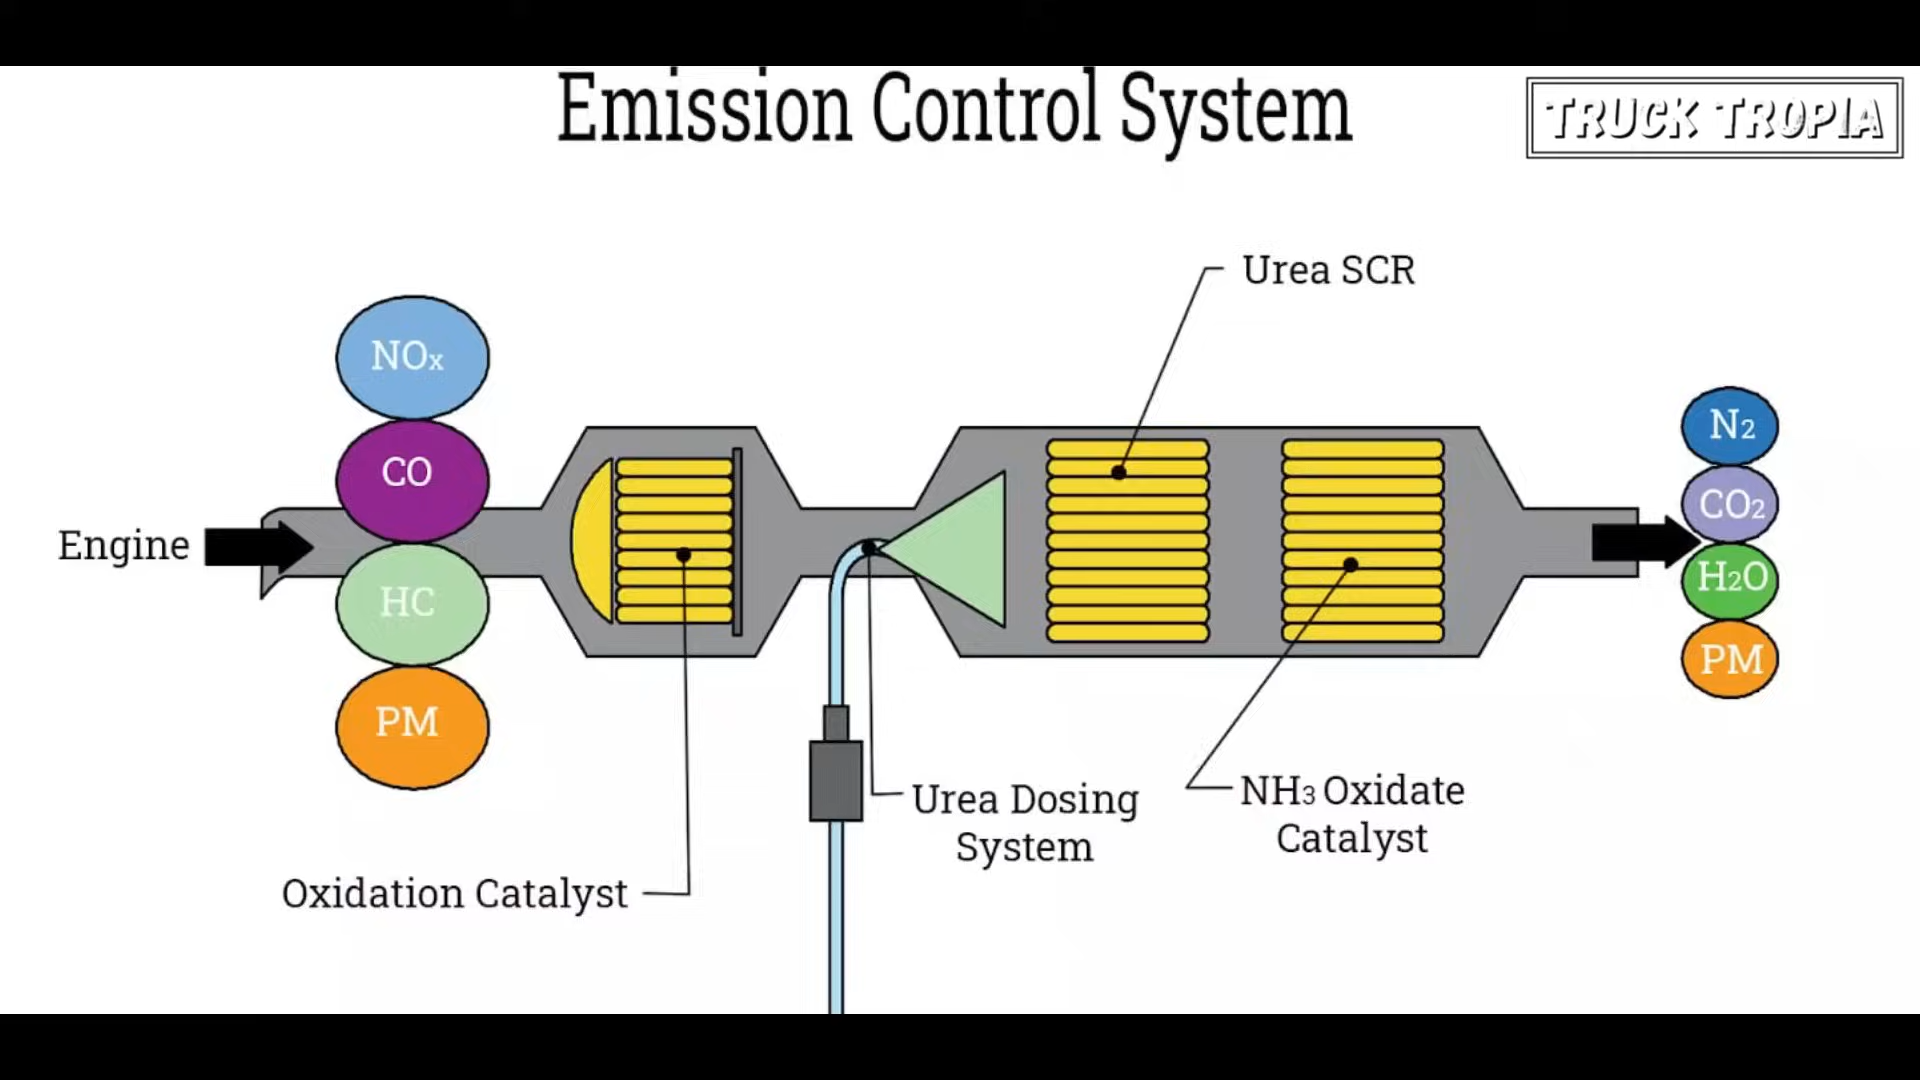 Emission Control System
TRUCK TROPIA
Urea SCR
NOx
CO
HC
PM
Engine
N2
CO2
H2O
PM
Urea Dosing
System
NH3 Oxidate
Catalyst
Oxidation Catalyst